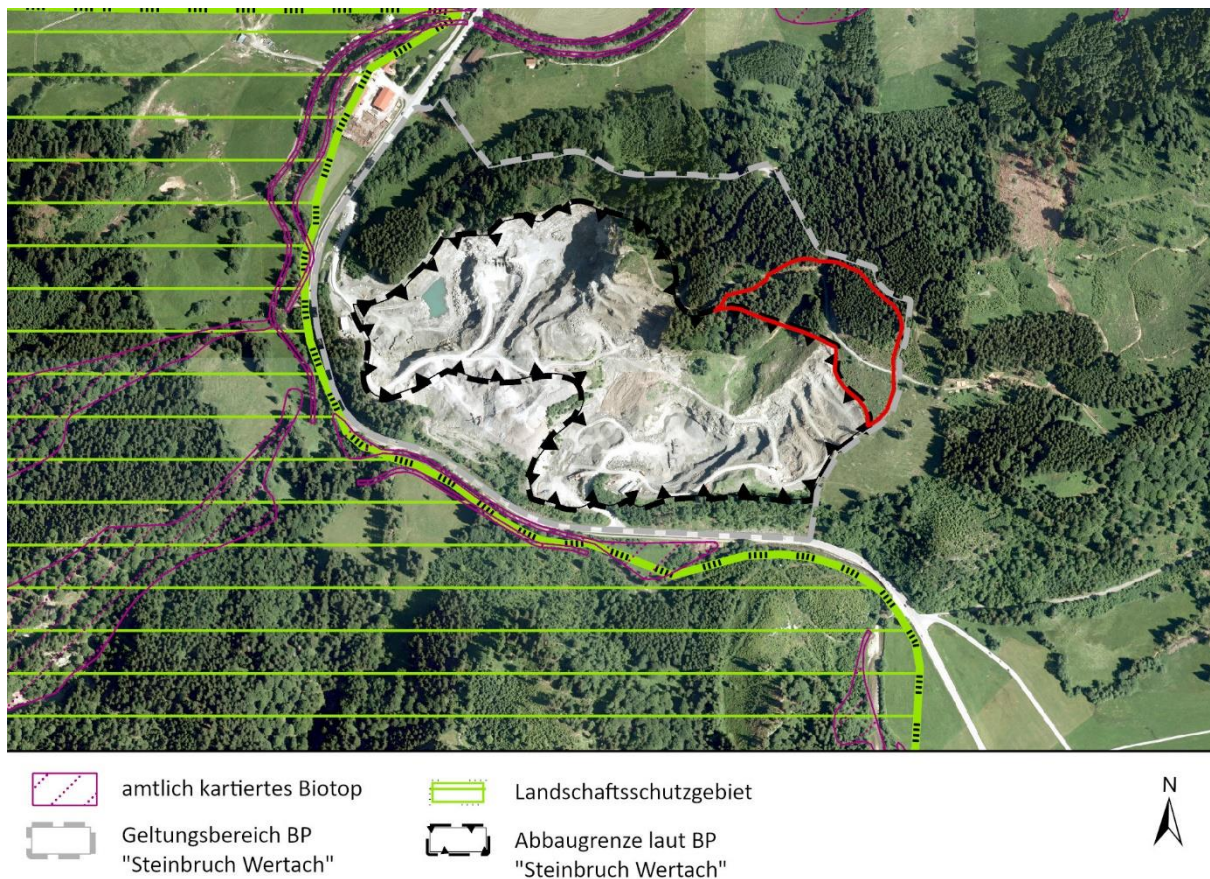 amtlich kartiertes Biotop
Landschaftsschutzgebiet
N
Geltungsbereich BP
"Steinbruch Wertach"
Abbaugrenze laut BP
"Steinbruch Wertach"